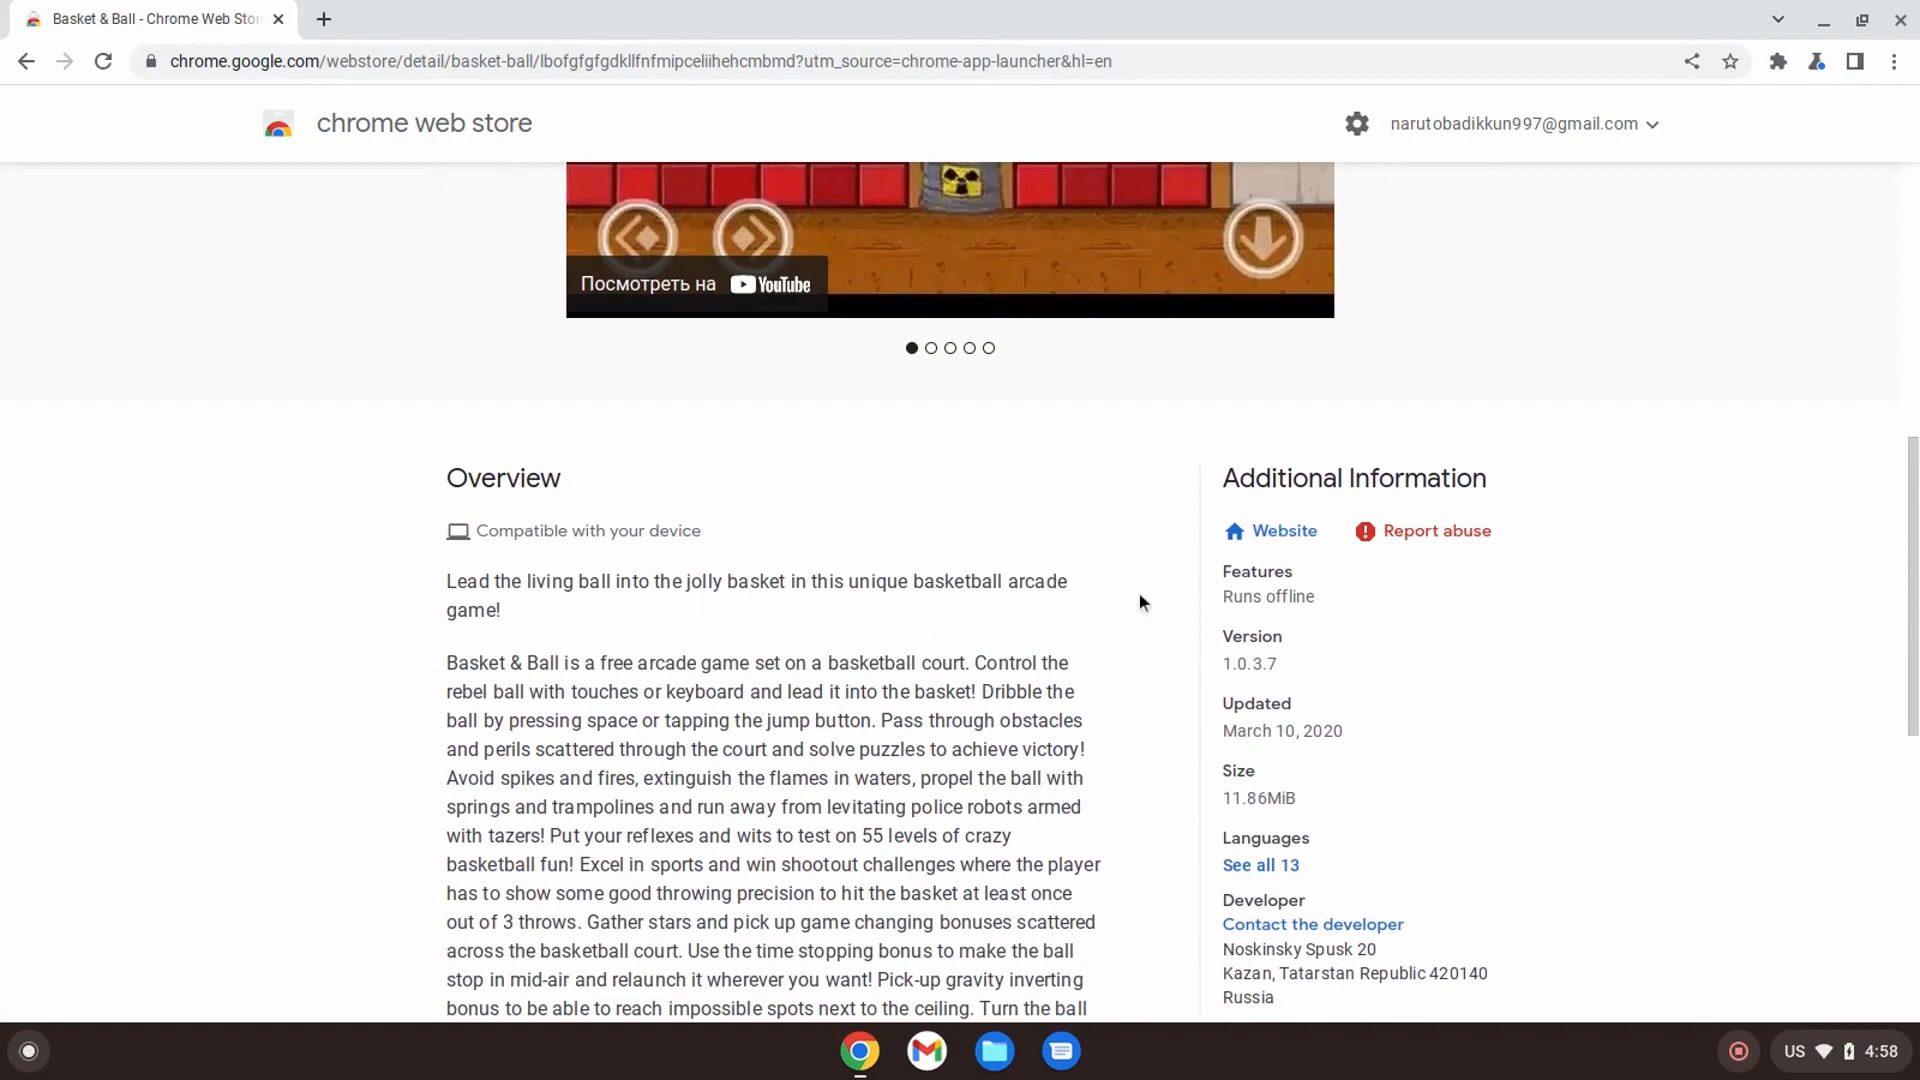 Basket & Ball - Chrome Web Stor
chrome.google.com/webstore/detail/basket-ball/lbofgfgfgdkllfnfmipceliihehcmbmd?utm_source=chrome-app-launcher&hl=en
chrome web store
narutobadikkun997@gmail.com
Посмотреть на YouTube
Overview
Compatible with your device
Lead the living ball into the jolly basket in this unique basketball arcade
game!
Basket & Ball is a free arcade game set on a basketball court. Control the
rebel ball with touches or keyboard and lead it into the basket! Dribble the
ball by pressing space or tapping the jump button. Pass through obstacles
and perils scattered through the court and solve puzzles to achieve victory!
Avoid spikes and fires, extinguish the flames in waters, propel the ball with
springs and trampolines and run away from levitating police robots armed
with tazers! Put your reflexes and wits to test on 55 levels of crazy
basketball fun! Excel in sports and win shootout challenges where the player
has to show some good throwing precision to hit the basket at least once
out of 3 throws. Gather stars and pick up game changing bonuses scattered
across the basketball court. Use the time stopping bonus to make the ball
stop in mid-air and relaunch it wherever you want! Pick-up gravity inverting
bonus to be able to reach impossible spots next to the ceiling. Turn the ball
Additional Information
Website
Report abuse
Features
Runs offline
Version
1.0.3.7
Updated
March 10, 2020
Size
11.86MiB
Languages
See all 13
Developer
Contact the developer
Noskinsky Spusk 20
Kazan, Tatarstan Republic 420140
Russia
US 4:58